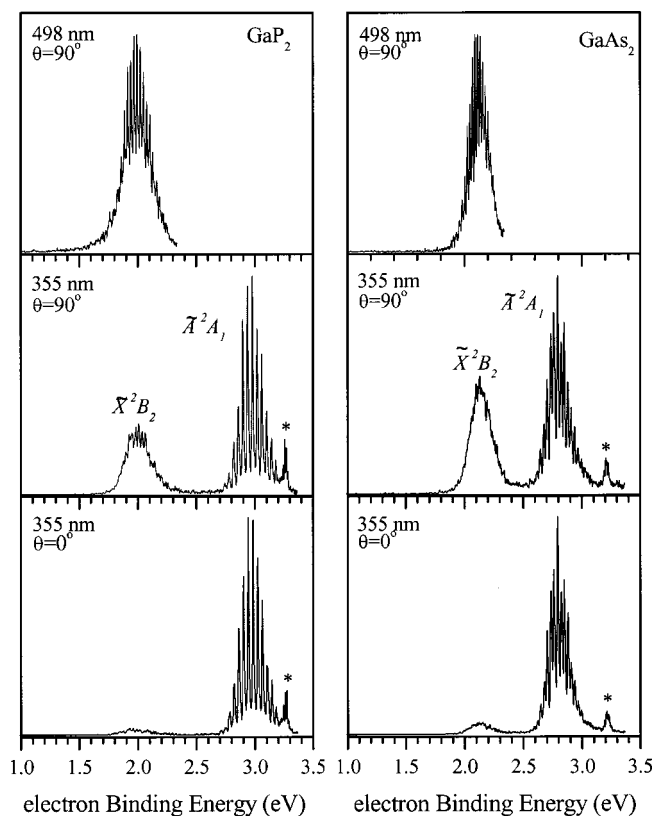 498 nm
θ=90°
GaP₂
498 nm
θ=90°
GaAs₂
355 nm
θ=90°
Ã ²A₁
X̃ ²B₂
*
355 nm
θ=90°
Ã ²A₁
X̃ ²B₂
*
355 nm
θ=0°
*
355 nm
θ=0°
*
1.0 1.5 2.0 2.5 3.0 3.5
1.0 1.5 2.0 2.5 3.0 3.5
electron Binding Energy (eV)
electron Binding Energy (eV)